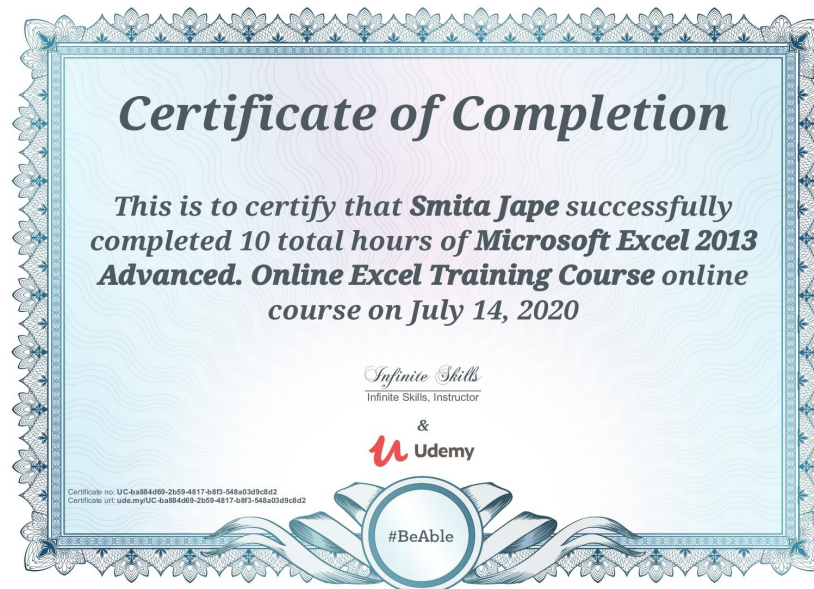 Certificate of Completion
This is to certify that Smita Jape successfully
completed 10 total hours of Microsoft Excel 2013
Advanced. Online Excel Training Course online
course on July 14, 2020
Infinite Skills
Infinite Skills, Instructor
&
Udemy
Certificate no: UC-ba884d69-2b59-4817-b8f3-548a03d9c8d2
Certificate url: ude.my/UC-ba884d69-2b59-4817-b8f3-548a03d9c8d2
#BeAble